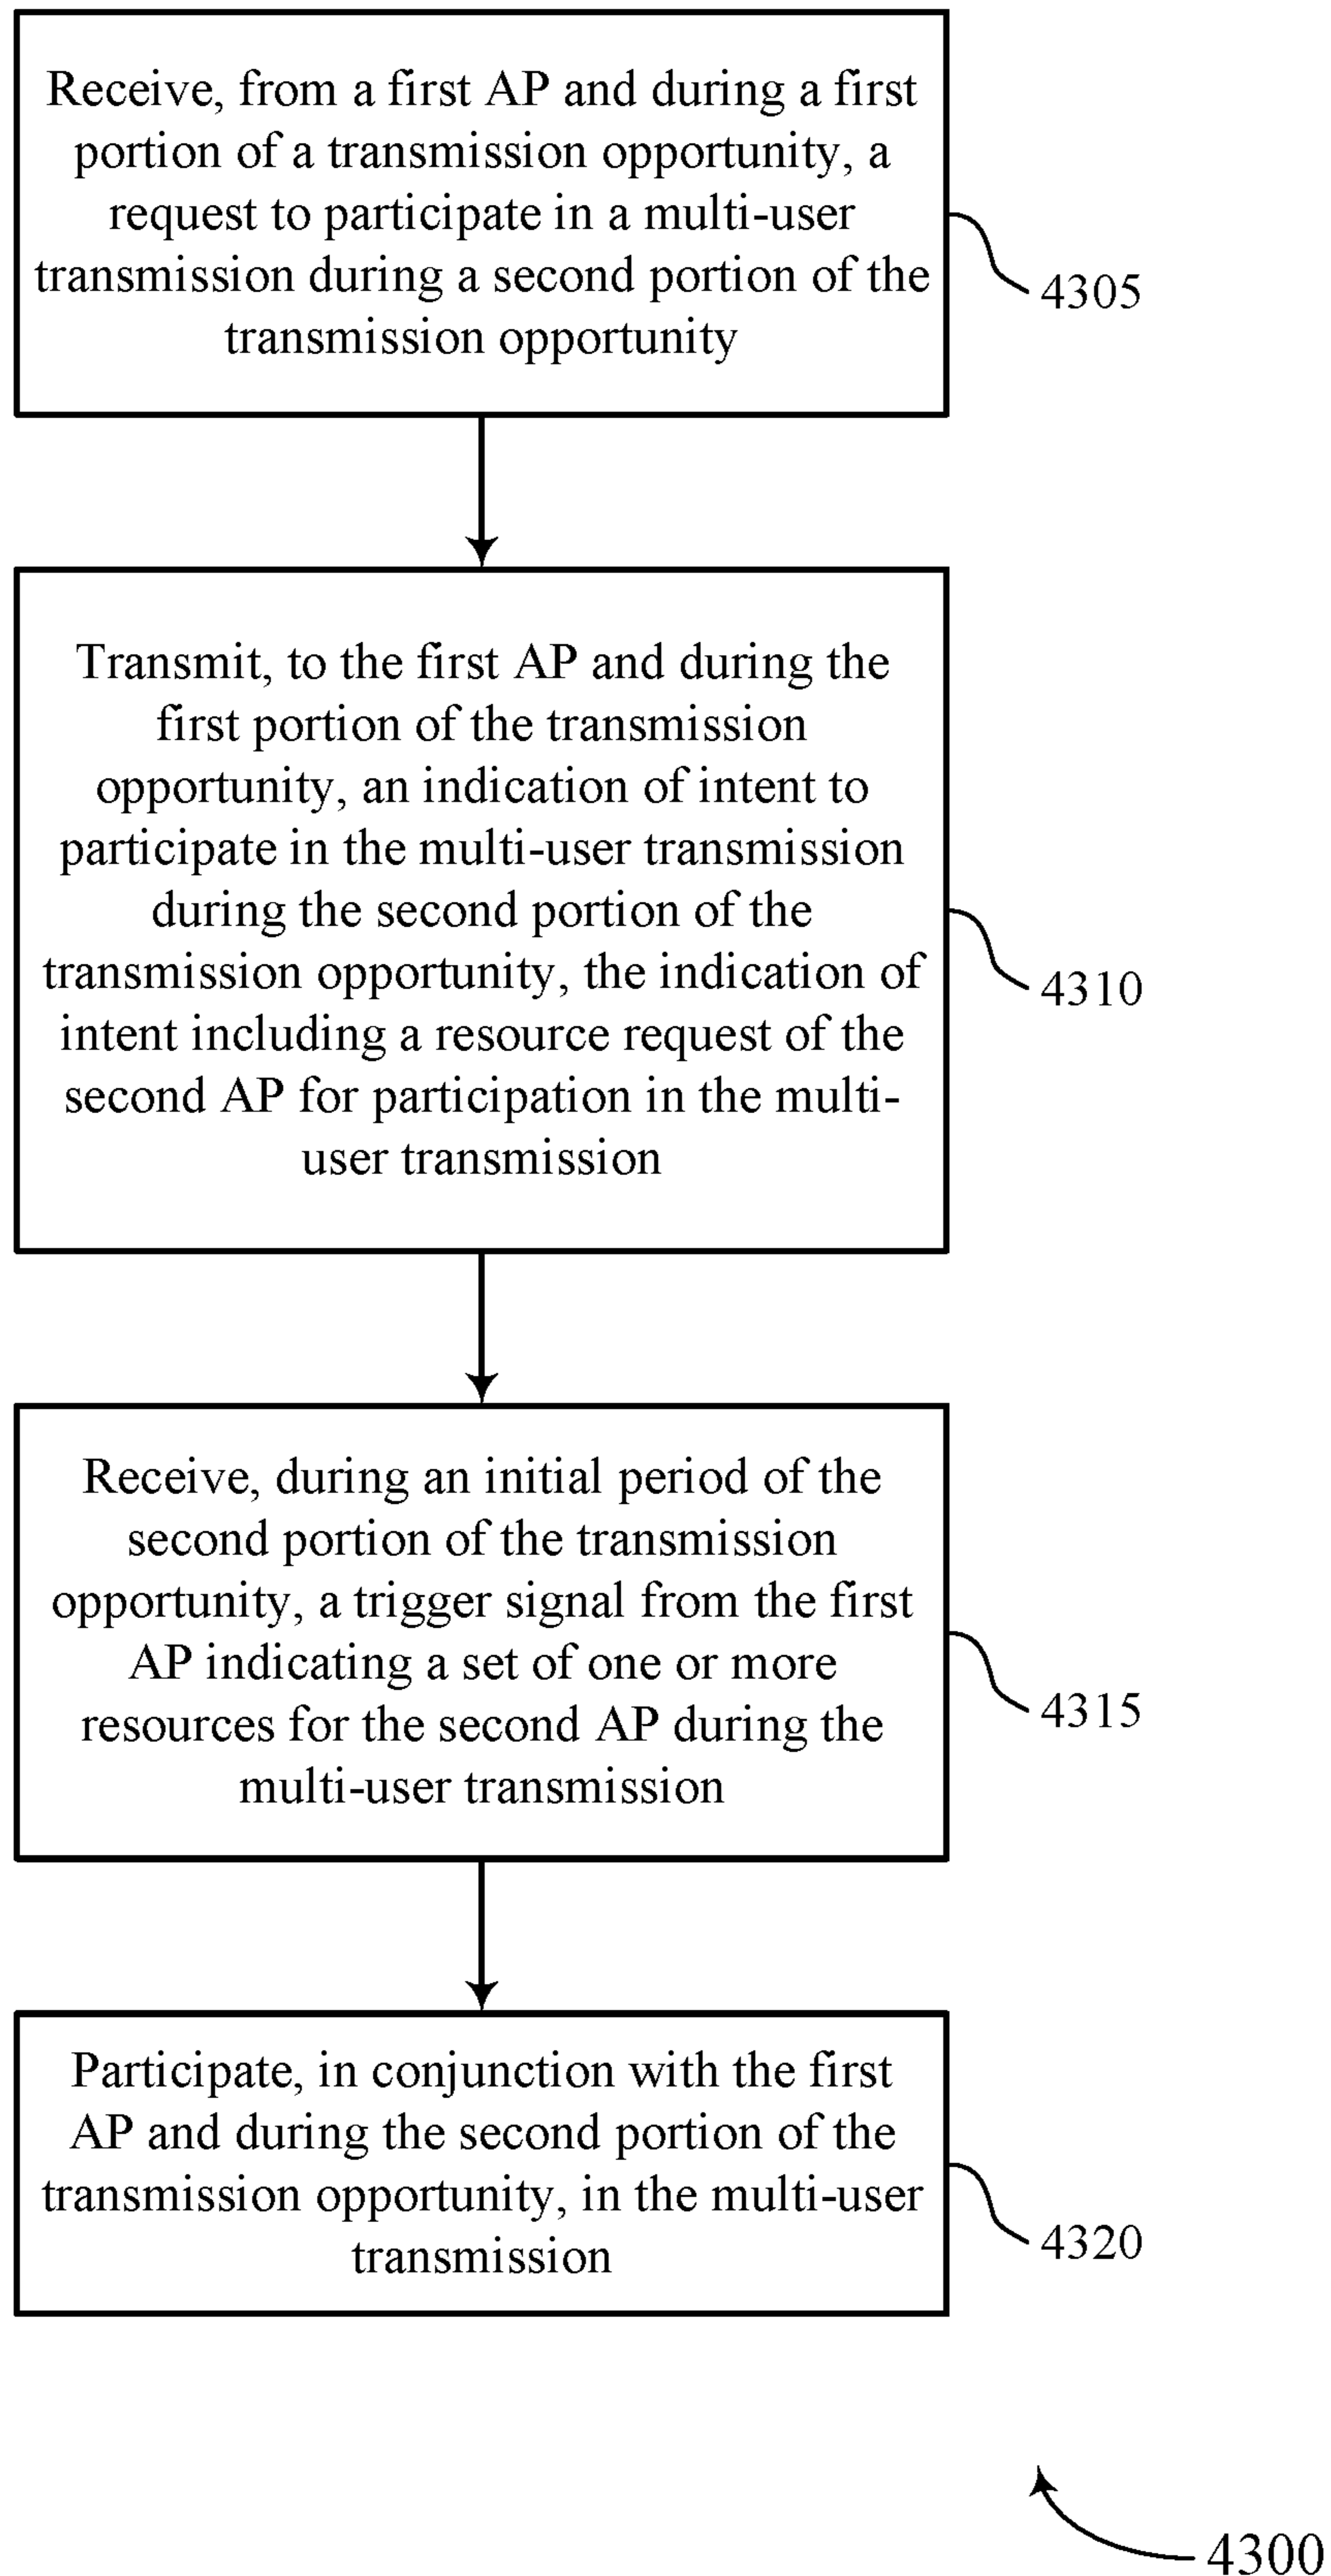 Receive, from a first AP and during a first
portion of a transmission opportunity, a
request to participate in a multi-user
transmission during a second portion of the
transmission opportunity
4305
Transmit, to the first AP and during the
first portion of the transmission
opportunity, an indication of intent to
participate in the multi-user transmission
during the second portion of the
transmission opportunity, the indication of
intent including a resource request of the
second AP for participation in the multi-
user transmission
4310
Receive, during an initial period of the
second portion of the transmission
opportunity, a trigger signal from the first
AP indicating a set of one or more
resources for the second AP during the
multi-user transmission
4315
Participate, in conjunction with the first
AP and during the second portion of the
transmission opportunity, in the multi-user
transmission
4320
4300